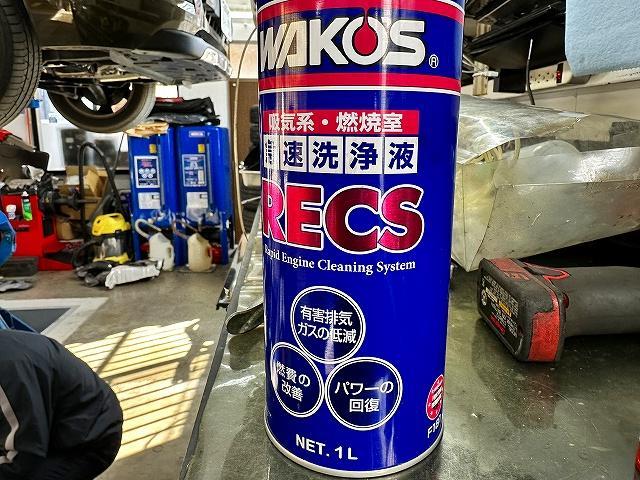 WAKO'S®
吸気系・燃焼室
速洗浄液
RECS
Rapid Engine Cleaning System
有害排気
ガスの低減
燃費の
改善
パワーの
回復
NET. 1L